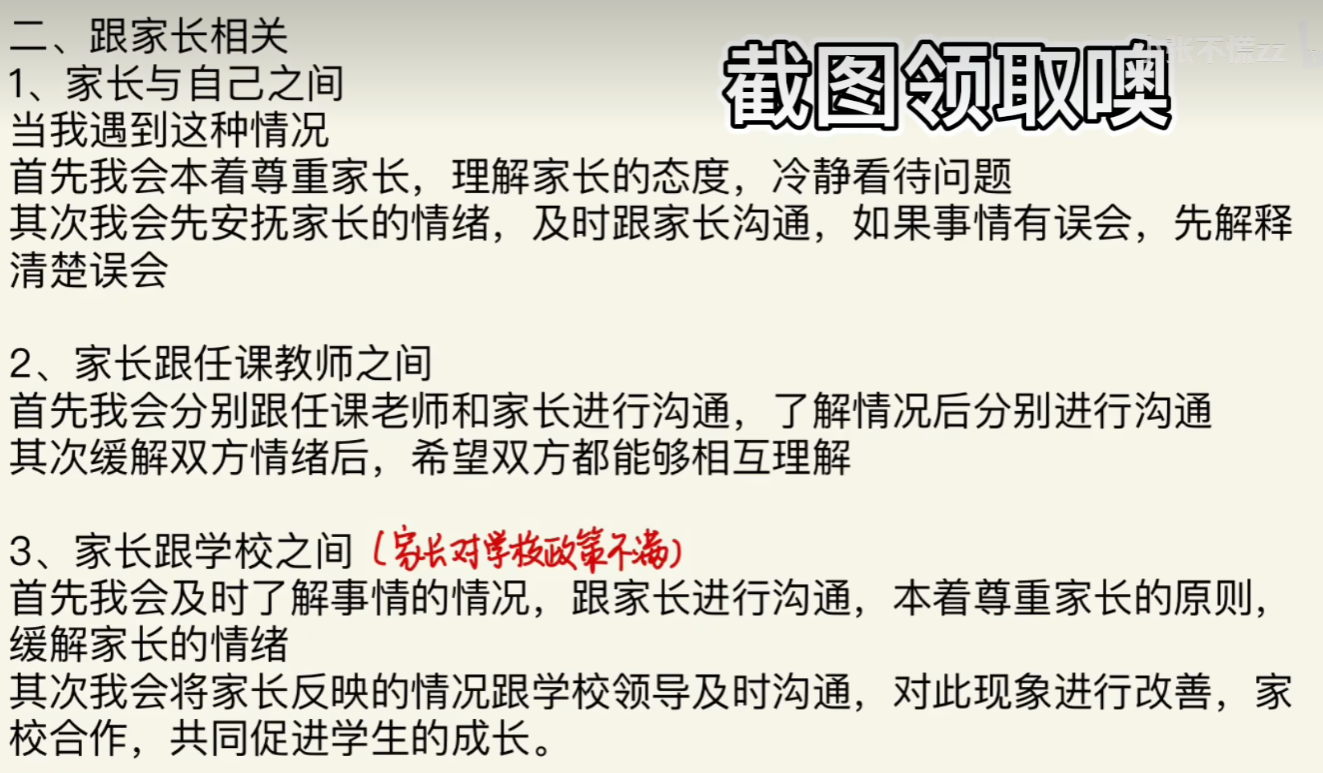 二、跟家长相关
截图领取噢
张不慌zz
1、家长与自己之间
当我遇到这种情况
首先我会本着尊重家长，理解家长的态度，冷静看待问题
其次我会先安抚家长的情绪，及时跟家长沟通，如果事情有误会，先解释
清楚误会
2、家长跟任课教师之间
首先我会分别跟任课老师和家长进行沟通，了解情况后分别进行沟通
其次缓解双方情绪后，希望双方都能够相互理解
3、家长跟学校之间（家长对学校政策不满）
首先我会及时了解事情的情况，跟家长进行沟通，本着尊重家长的原则，
缓解家长的情绪
其次我会将家长反映的情况跟学校领导及时沟通，对此现象进行改善，家
校合作，共同促进学生的成长。